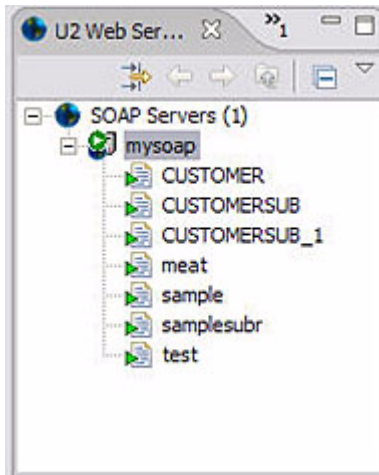 U2 Web Ser...
»1
SOAP Servers (1)
mysoap
CUSTOMER
CUSTOMERSUB
CUSTOMERSUB_1
meat
sample
samplesubr
test